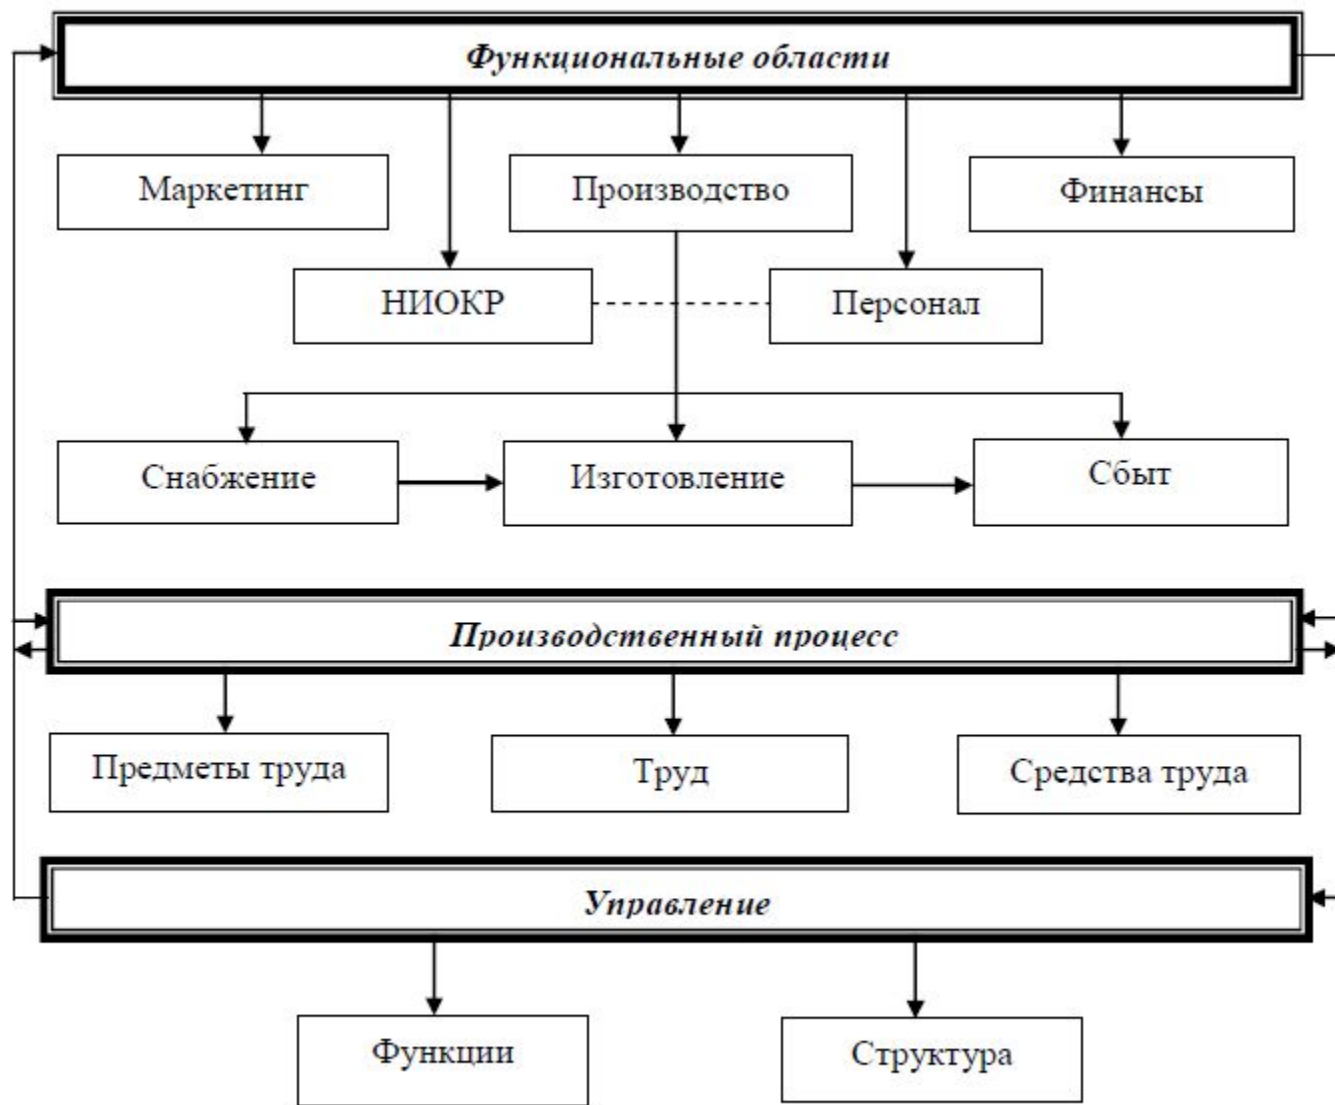 Функциональные области
Маркетинг
Производство
Финансы
НИОКР
Персонал
Снабжение
Изготовление
Сбыт
Производственный процесс
Предметы труда
Труд
Средства труда
Управление
Функции
Структура